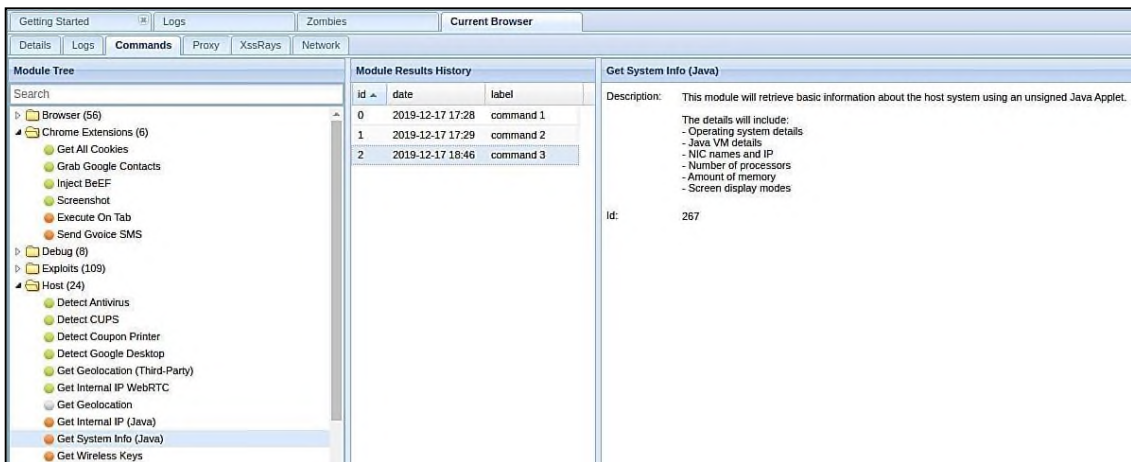 Getting Started Logs Zombies Current Browser
Details Logs Commands Proxy XssRays Network
Module Tree
Search
Browser (56)
Chrome Extensions (6)
Get All Cookies
Grab Google Contacts
Inject BeEF
Screenshot
Execute On Tab
Send Gvoice SMS
Debug (8)
Exploits (109)
Host (24)
Detect Antivirus
Detect CUPS
Detect Coupon Printer
Detect Google Desktop
Get Geolocation (Third-Party)
Get Internal IP WebRTC
Get Geolocation
Get Internal IP (Java)
Get System Info (Java)
Get Wireless Keys
Module Results History
id date label
0 2019-12-17 17:28 command 1
1 2019-12-17 17:29 command 2
2 2019-12-17 18:46 command 3
Get System Info (Java)
Description: This module will retrieve basic information about the host system using an unsigned Java Applet.
The details will include:
- Operating system details
- Java VM details
- NIC names and IP
- Number of processors
- Amount of memory
- Screen display modes
Id: 267